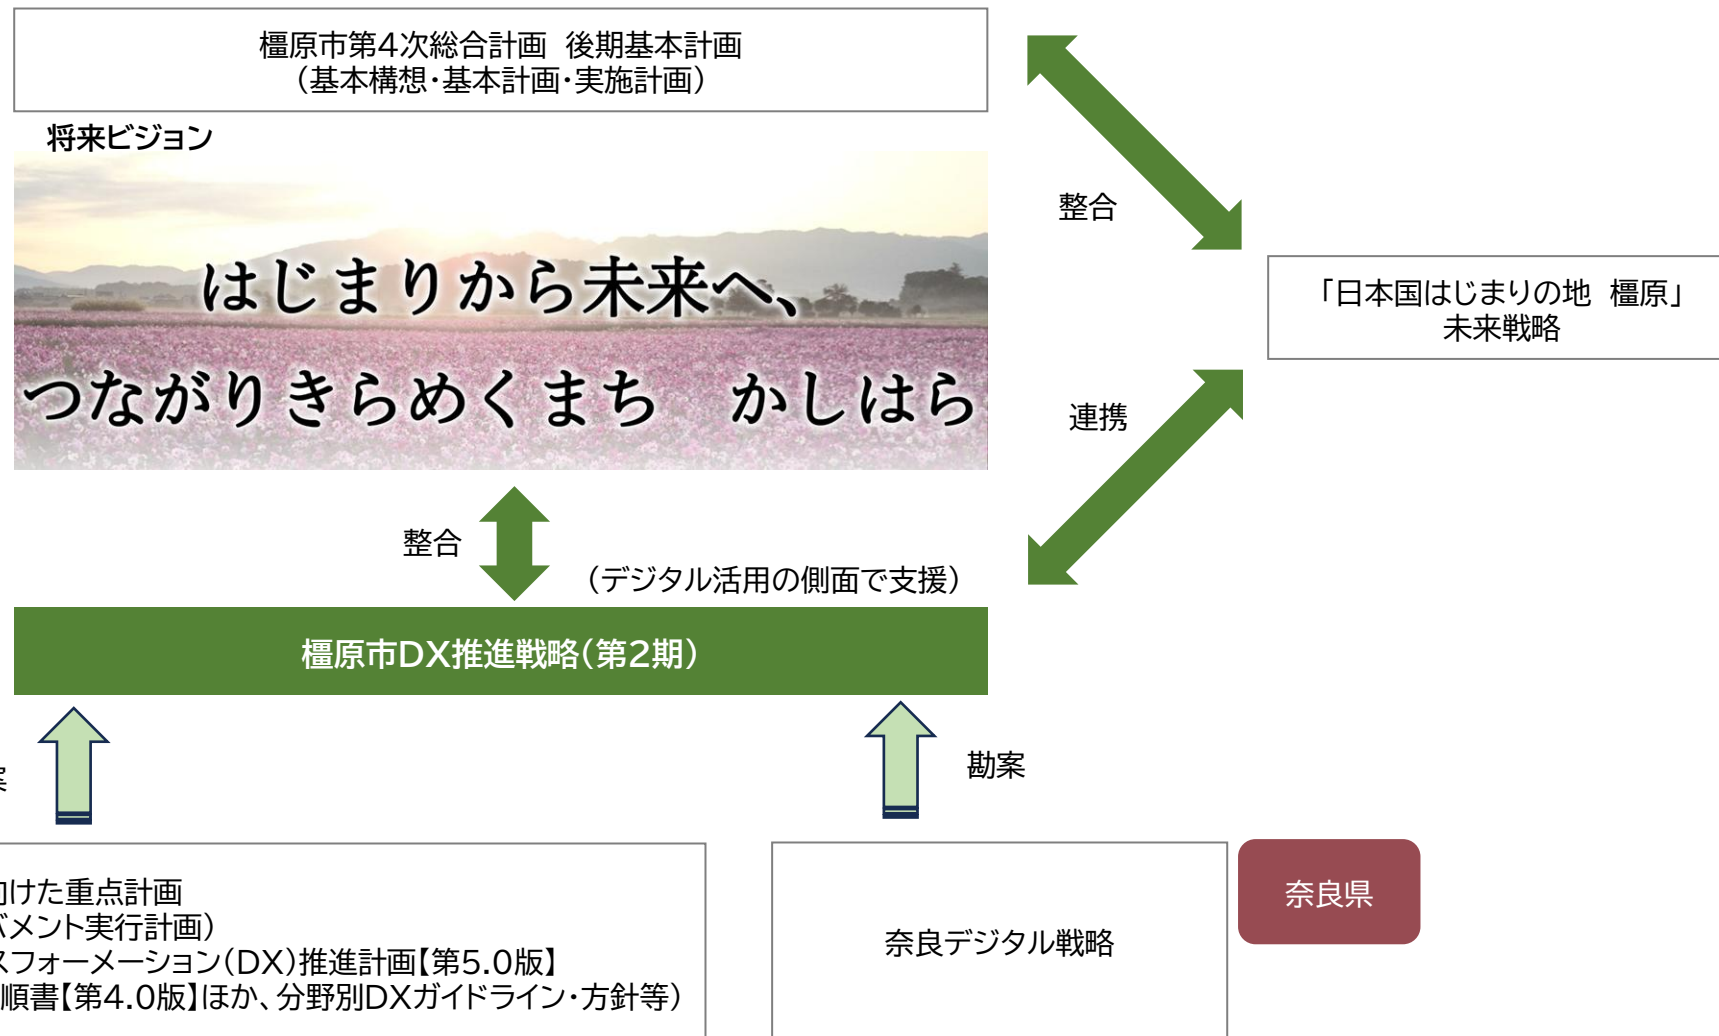 橿原市第4次総合計画 後期基本計画
（基本構想・基本計画・実施計画）
将来ビジョン
はじまりから未来へ、
つながりきらめくまち　かしはら
整合
「日本国はじまりの地 橿原」
未来戦略
連携
整合
（デジタル活用の側面で支援）
橿原市DX推進戦略（第2期）
案
勘案
向けた重点計画
バメント実行計画）
スフォーメーション（DX）推進計画【第5.0版】
順書【第4.0版】ほか、分野別DXガイドライン・方針等）
奈良デジタル戦略
奈良県